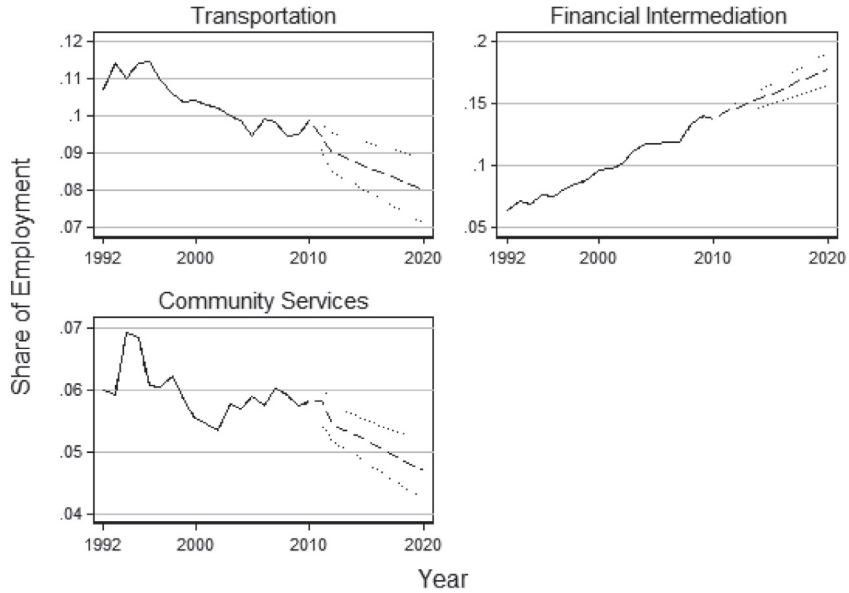 Transportation
.12
.11
.1
.09
.08
.07
1992 2000 2010 2020
Financial Intermediation
.2
.15
.1
.05
1992 2000 2010 2020
Community Services
.07
.06
.05
.04
1992 2000 2010 2020
Share of Employment
Year